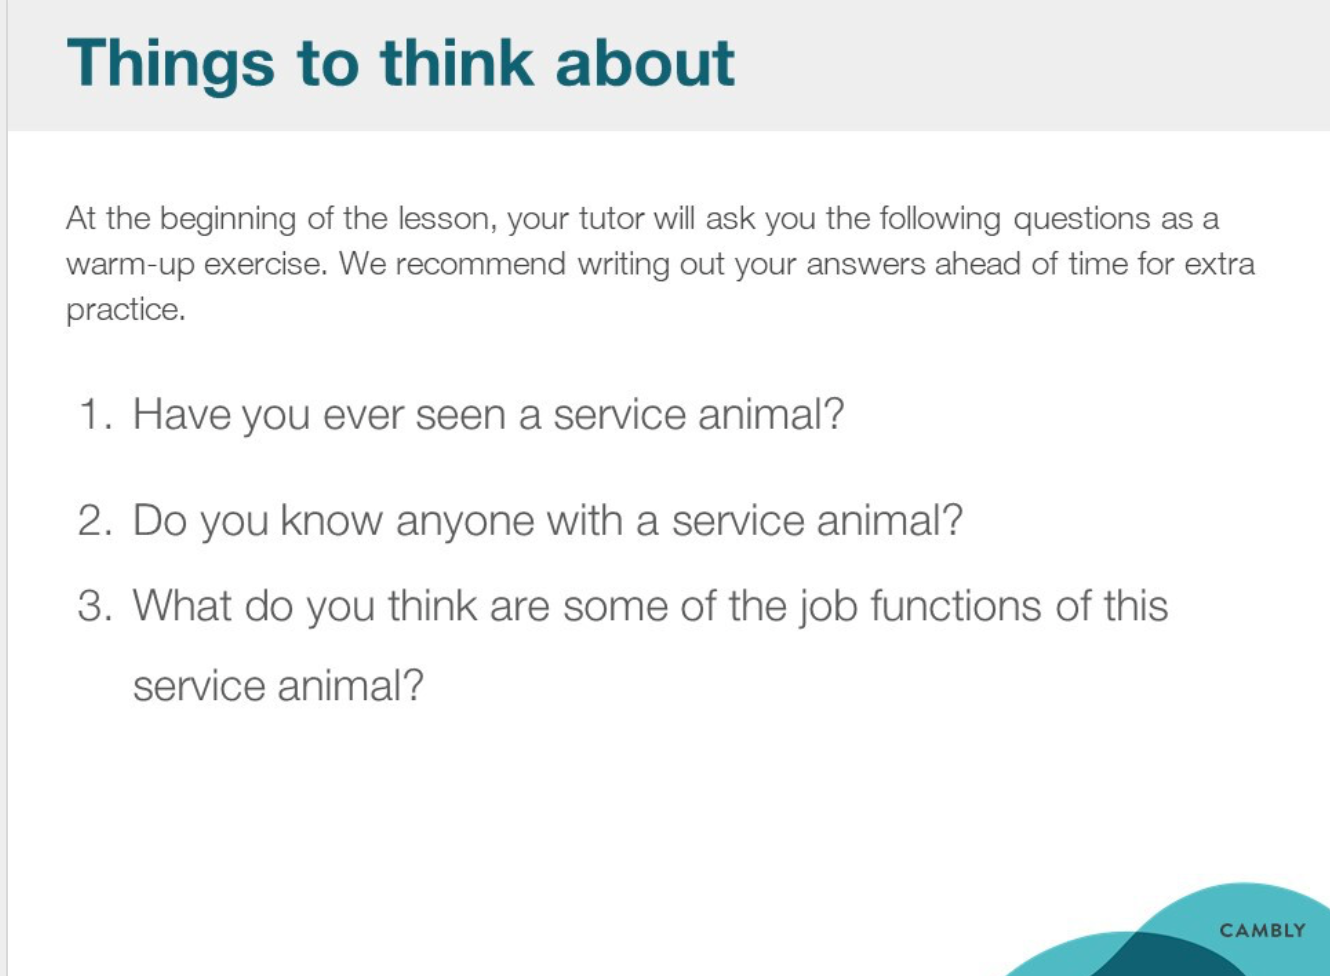 Things to think about
At the beginning of the lesson, your tutor will ask you the following questions as a
warm-up exercise. We recommend writing out your answers ahead of time for extra
practice.
1. Have you ever seen a service animal?
2. Do you know anyone with a service animal?
3. What do you think are some of the job functions of this
service animal?
CAMBLY